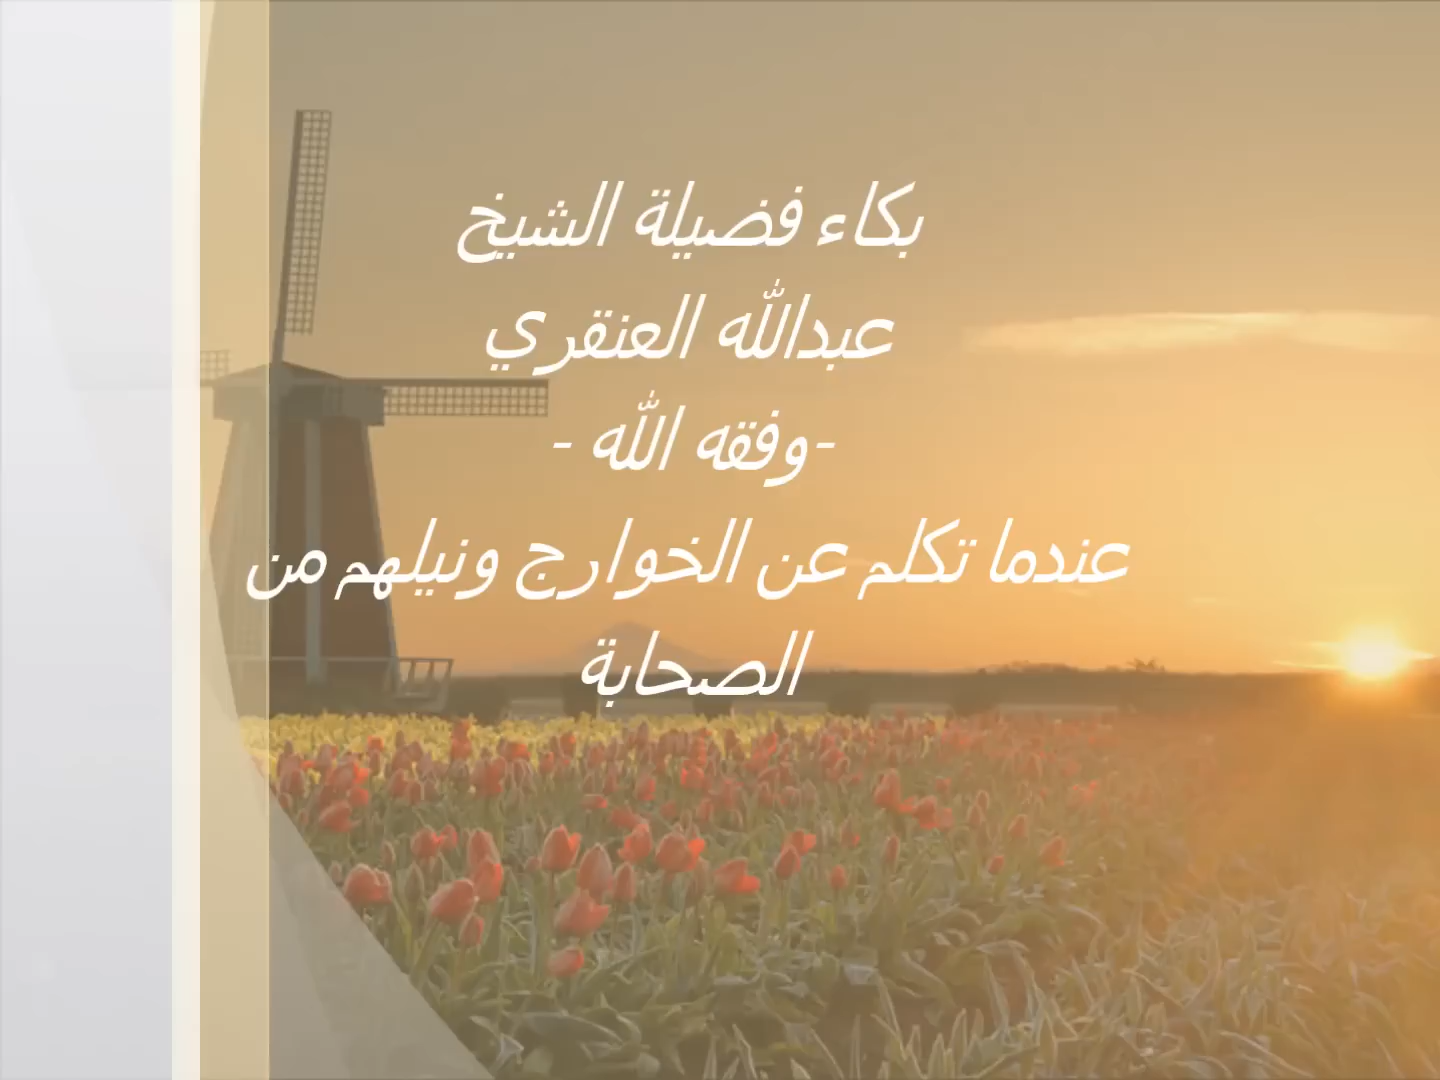 بكاء فضيلة الشيخ
عبدالله العنقري
-وفقه الله -
عندما تكلم عن الخوارج ونيلهم من
الصحابة